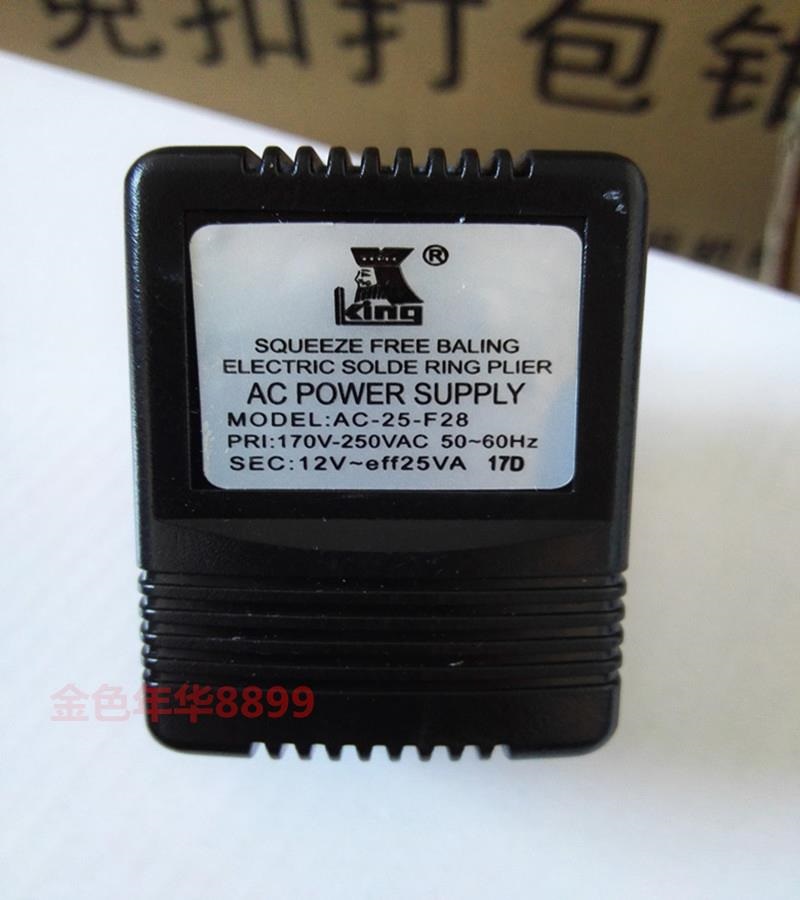 免扣打包钳
King ®
SQUEEZE FREE BALING
ELECTRIC SOLDE RING PLIER
AC POWER SUPPLY
MODEL:AC-25-F28
PRI:170V-250VAC 50~60Hz
SEC:12V~eff25VA 17D
金色年华8899